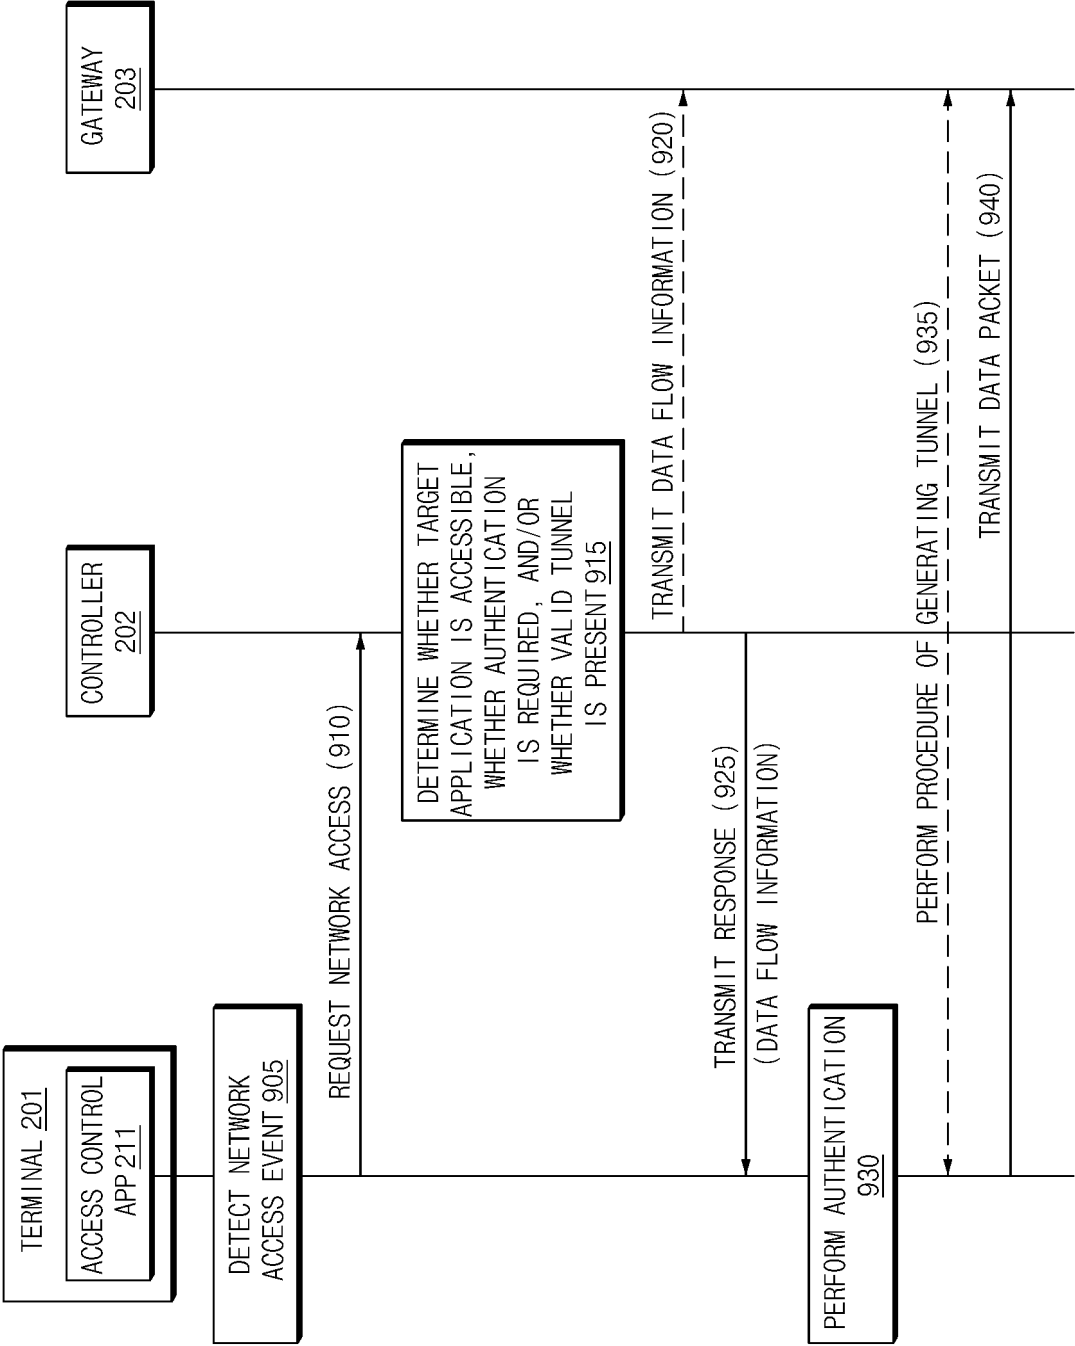 TERMINAL 201
ACCESS CONTROL
APP 211
CONTROLLER
202
GATEWAY
203
DETECT NETWORK
ACCESS EVENT 905
REQUEST NETWORK ACCESS (910)
DETERMINE WHETHER TARGET
APPLICATION IS ACCESSIBLE,
WHETHER AUTHENTICATION
IS REQUIRED, AND/OR
WHETHER VALID TUNNEL
IS PRESENT 915
TRANSMIT DATA FLOW INFORMATION (920)
TRANSMIT RESPONSE (925)
(DATA FLOW INFORMATION)
PERFORM AUTHENTICATION
930
PERFORM PROCEDURE OF GENERATING TUNNEL (935)
TRANSMIT DATA PACKET (940)